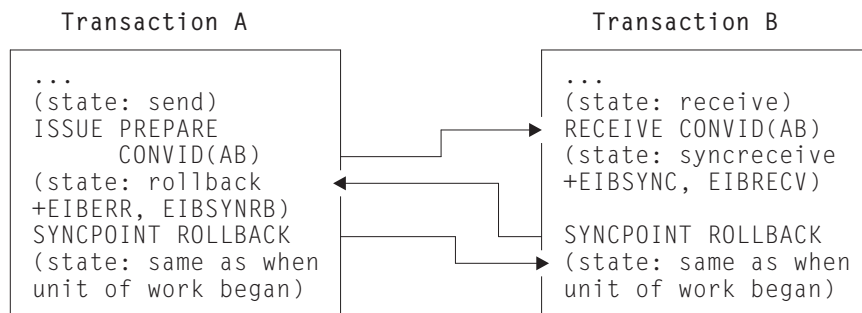 Transaction A
...
(state: send)
ISSUE PREPARE
CONVID(AB)
(state: rollback
+EIBERR, EIBSYNRB)
SYNCPOINT ROLLBACK
(state: same as when
unit of work began)
Transaction B
...
(state: receive)
RECEIVE CONVID(AB)
(state: syncreceive
+EIBSYNC, EIBRECV)
SYNCPOINT ROLLBACK
(state: same as when
unit of work began)